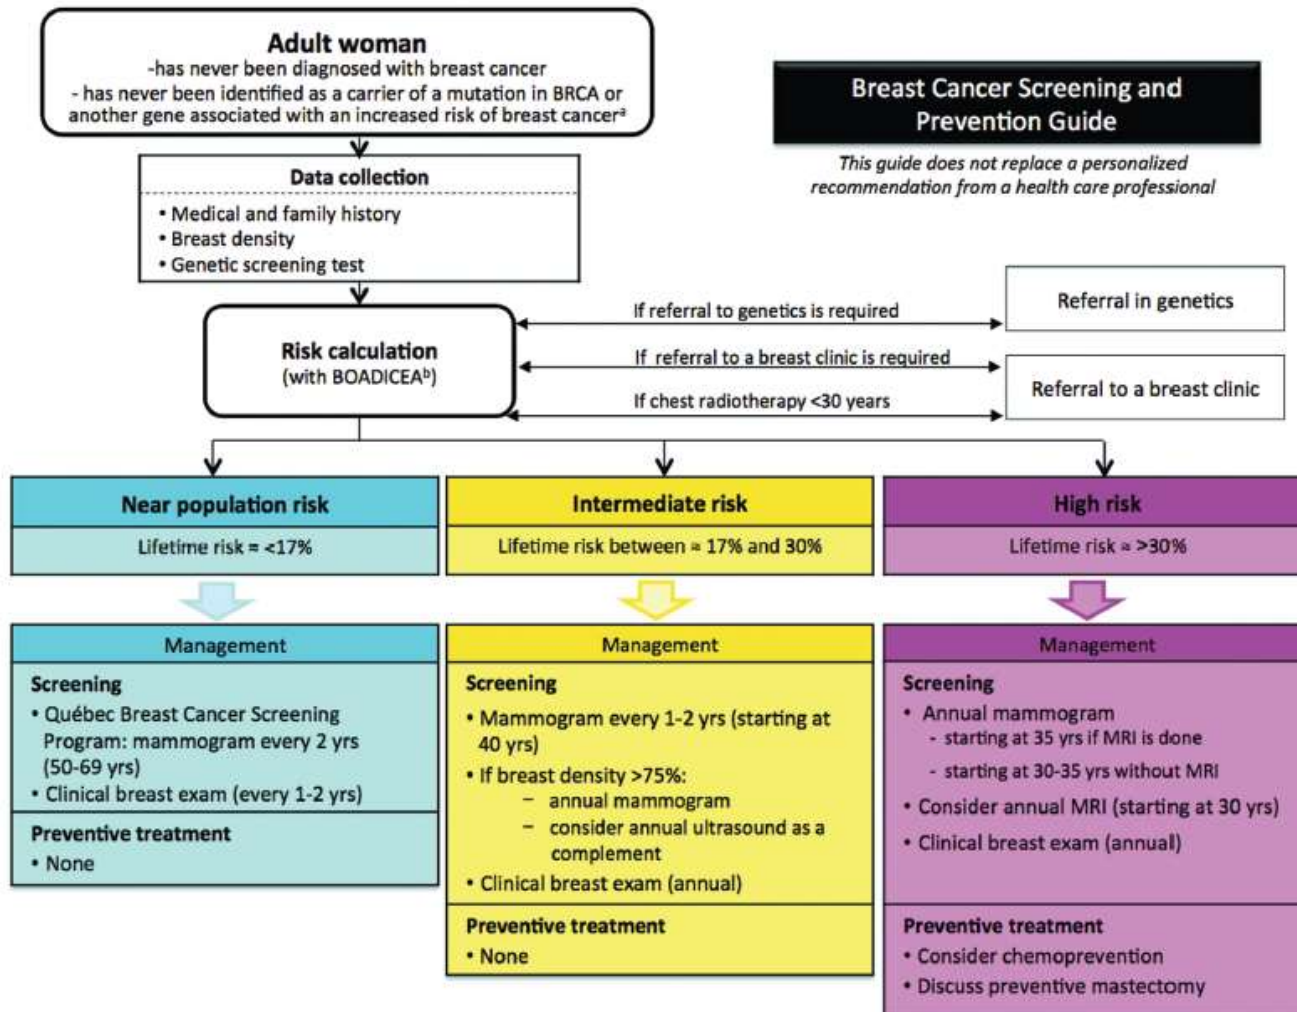 Adult woman
-has never been diagnosed with breast cancer
- has never been identified as a carrier of a mutation in BRCA or
another gene associated with an increased risk of breast cancerᵃ
Breast Cancer Screening and
Prevention Guide
This guide does not replace a personalized
recommendation from a health care professional
Data collection
• Medical and family history
• Breast density
• Genetic screening test
Risk calculation
(with BOADICEAᵇ)
If referral to genetics is required
Referral in genetics
If referral to a breast clinic is required
If chest radiotherapy <30 years
Referral to a breast clinic
Near population risk
Lifetime risk = <17%
Management
Screening
• Québec Breast Cancer Screening
Program: mammogram every 2 yrs
(50-69 yrs)
• Clinical breast exam (every 1-2 yrs)
Preventive treatment
• None
Intermediate risk
Lifetime risk between ≈ 17% and 30%
Management
Screening
• Mammogram every 1-2 yrs (starting at
40 yrs)
• If breast density >75%:
– annual mammogram
– consider annual ultrasound as a
complement
• Clinical breast exam (annual)
Preventive treatment
• None
High risk
Lifetime risk ≈ >30%
Management
Screening
• Annual mammogram
- starting at 35 yrs if MRI is done
- starting at 30-35 yrs without MRI
• Consider annual MRI (starting at 30 yrs)
• Clinical breast exam (annual)
Preventive treatment
• Consider chemoprevention
• Discuss preventive mastectomy